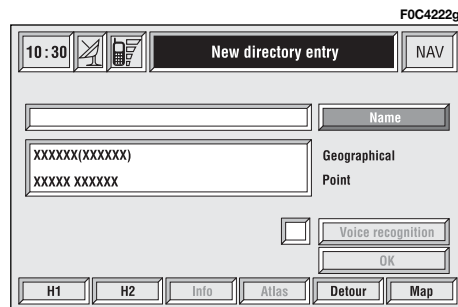 F0C4222g
10:30 New directory entry NAV
Name
XXXXXX(XXXXXX) Geographical
XXXXX XXXXXX Point
Voice recognition
OK
H1 H2 Info Atlas Detour Map